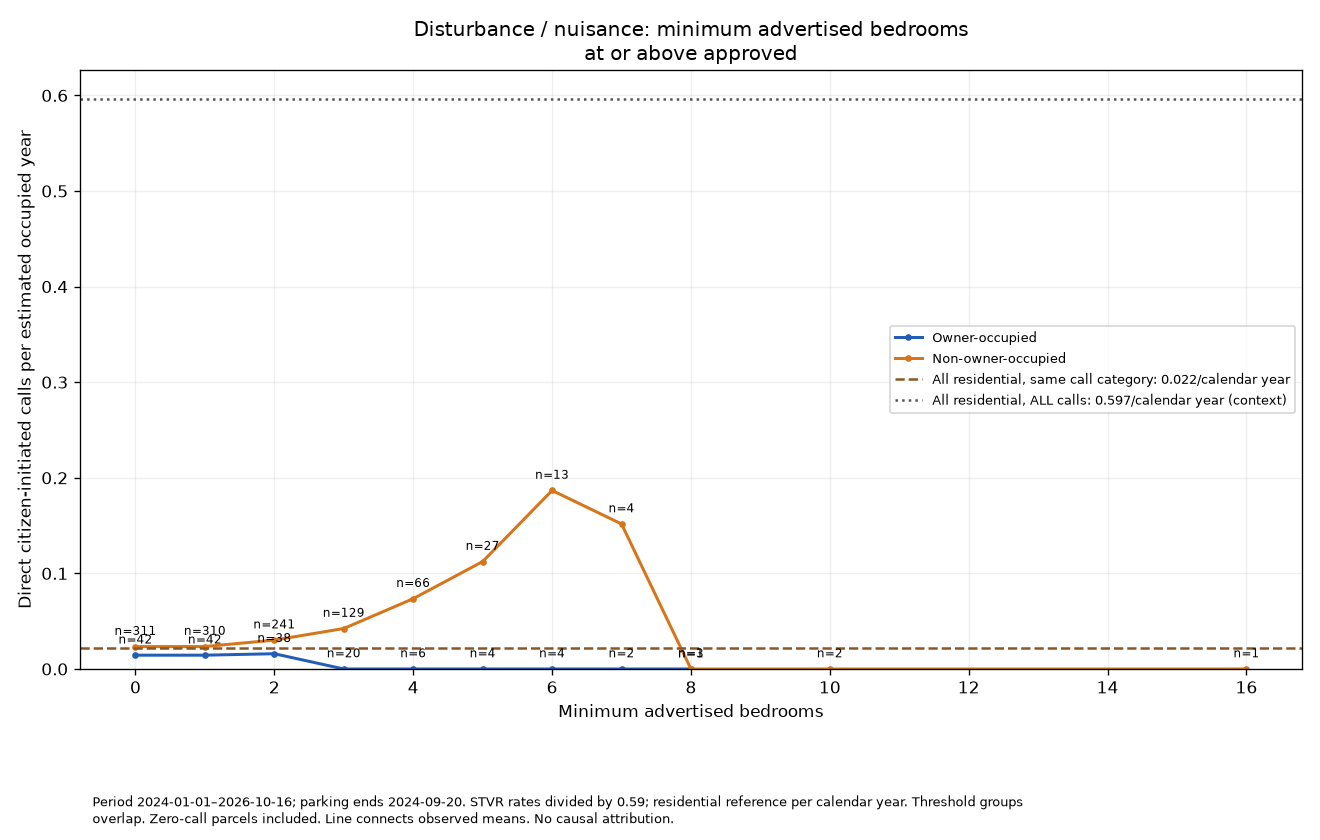 Disturbance / nuisance: minimum advertised bedrooms
at or above approved
Direct citizen-initiated calls per estimated occupied year
0.6
0.5
0.4
0.3
0.2
0.1
0.0
Owner-occupied
Non-owner-occupied
All residential, same call category: 0.022/calendar year
All residential, ALL calls: 0.597/calendar year (context)
n=13
n=4
n=27
n=66
n=129
n=241
n=311
n=310
n=42
n=42
n=38
n=20
n=6
n=4
n=4
n=2
n=2
n=1
0
2
4
6
8
10
12
14
16
Minimum advertised bedrooms
Period 2024-01-01–2026-10-16; parking ends 2024-09-20. STVR rates divided by 0.59; residential reference per calendar year. Threshold groups
overlap. Zero-call parcels included. Line connects observed means. No causal attribution.